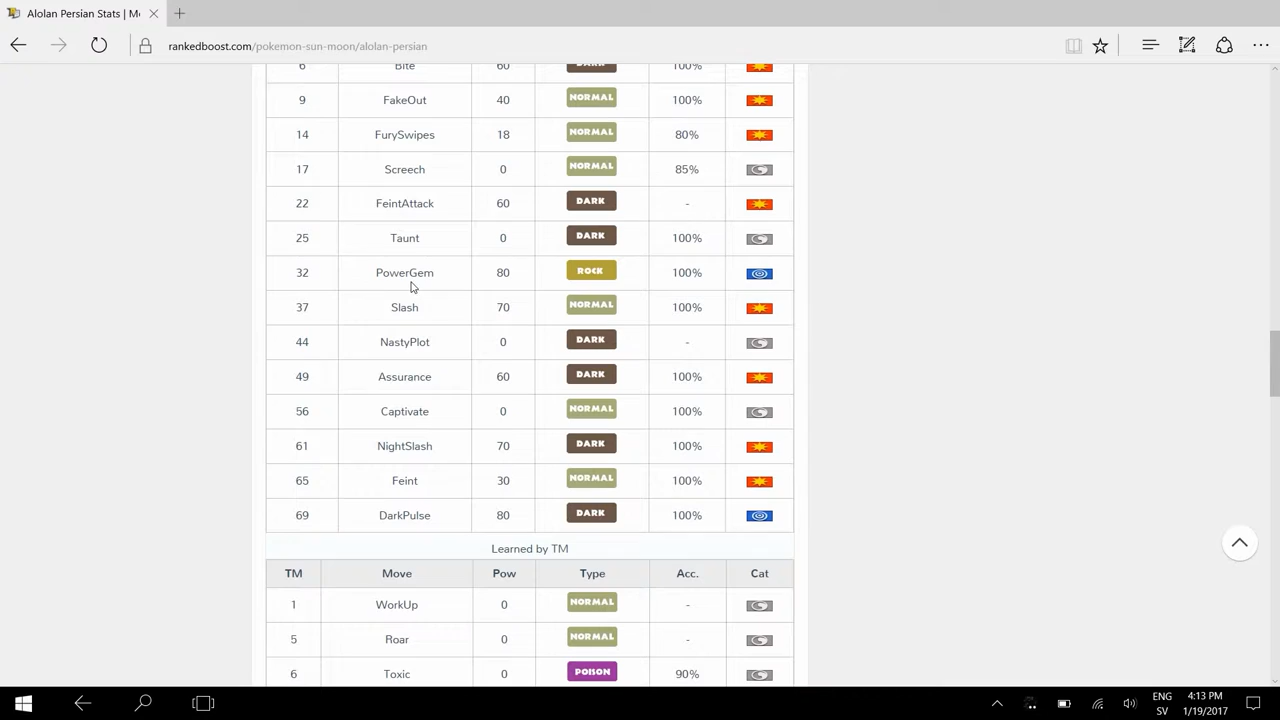 Alolan Persian Stats | Mo
rankedboost.com/pokemon-sun-moon/alolan-persian
6 Bite 60 DARK 100%
9 FakeOut 40 NORMAL 100%
14 FurySwipes 18 NORMAL 80%
17 Screech 0 NORMAL 85%
22 FeintAttack 60 DARK -
25 Taunt 0 DARK 100%
32 PowerGem 80 ROCK 100%
37 Slash 70 NORMAL 100%
44 NastyPlot 0 DARK -
49 Assurance 60 DARK 100%
56 Captivate 0 NORMAL 100%
61 NightSlash 70 DARK 100%
65 Feint 30 NORMAL 100%
69 DarkPulse 80 DARK 100%
Learned by TM
TM Move Pow Type Acc. Cat
1 WorkUp 0 NORMAL -
5 Roar 0 NORMAL -
6 Toxic 0 POISON 90%
ENG 4:13 PM
SV 1/19/2017